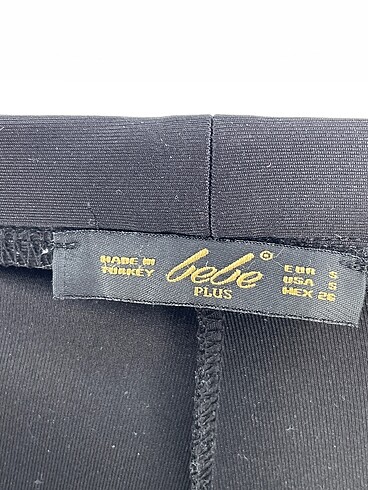 MADE IN
TURKEY
bebe
PLUS
EUR S
USA S
MEX 26